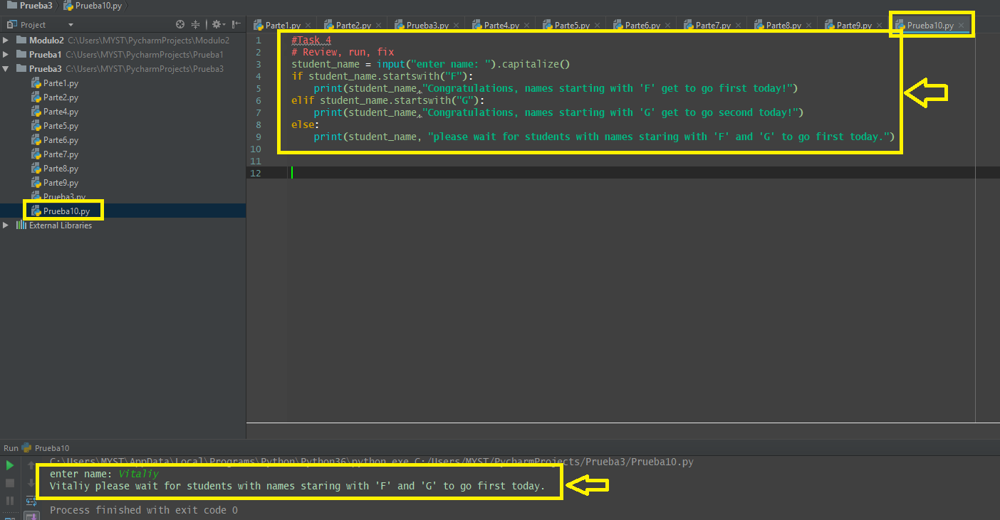 Prueba3
Prueba10.py
Project
Parte1.py
Parte2.py
Prueba3.py
Parte4.py
Parte5.py
Parte6.py
Parte7.py
Parte8.py
Parte9.py
Prueba10.py
Modulo2 C:\Users\MYST\PycharmProjects\Modulo2
Prueba1 C:\Users\MYST\PycharmProjects\Prueba1
Prueba3 C:\Users\MYST\PycharmProjects\Prueba3
Parte1.py
Parte2.py
Parte4.py
Parte5.py
Parte6.py
Parte7.py
Parte8.py
Parte9.py
Prueba3.py
Prueba10.py
External Libraries
1 #Task 4
2 # Review, run, fix
3 student_name = input("enter name: ").capitalize()
4 if student_name.startswith("F"):
5 print(student_name,"Congratulations, names starting with 'F' get to go first today!")
6 elif student_name.startswith("G"):
7 print(student_name,"Congratulations, names starting with 'G' get to go second today!")
8 else:
9 print(student_name, "please wait for students with names staring with 'F' and 'G' to go first today.")
10
11
12
Run Prueba10
C:\Users\MYST\AppData\Local\Programs\Python\Python36\python.exe C:/Users/MYST/PycharmProjects/Prueba3/Prueba10.py
enter name: Vitaliy
Vitaliy please wait for students with names staring with 'F' and 'G' to go first today.
Process finished with exit code 0